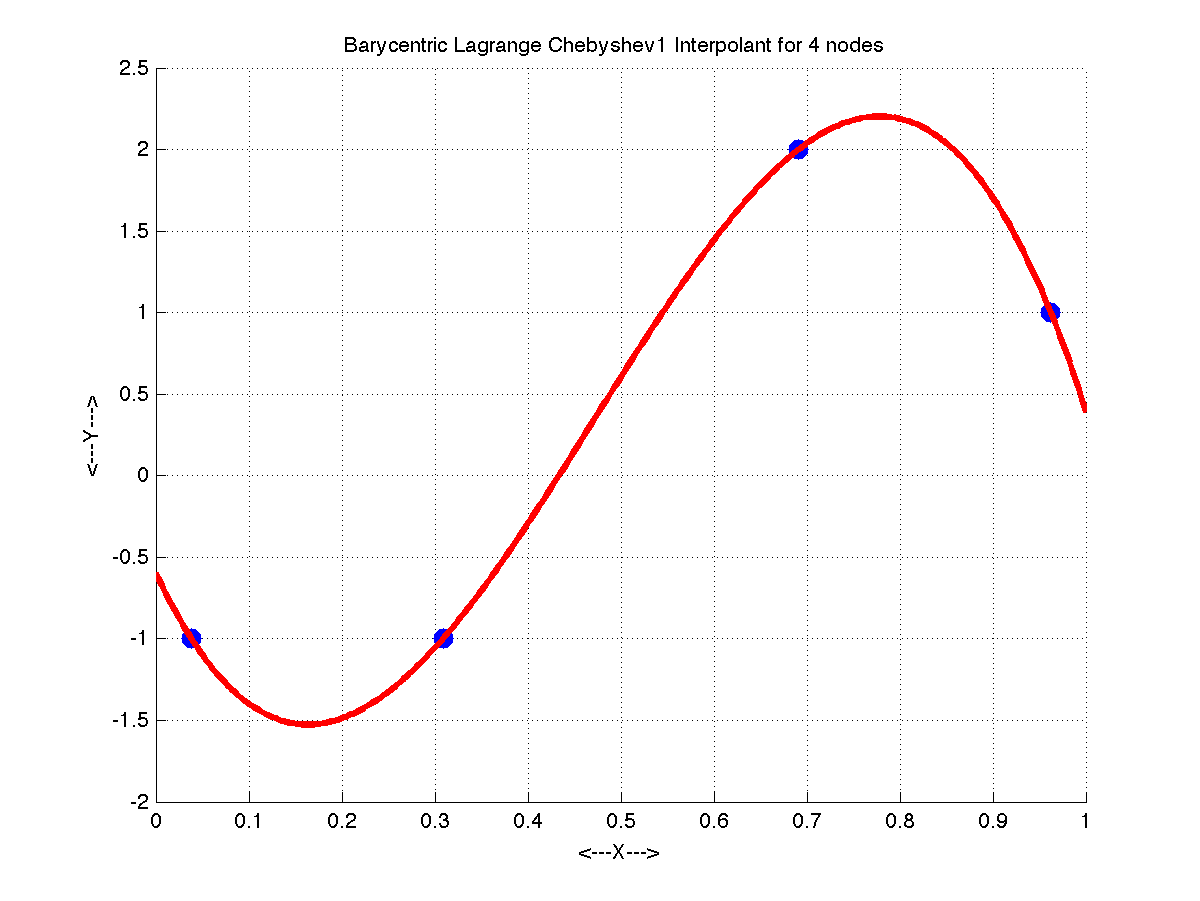 Barycentric Lagrange Chebyshev1 Interpolant for 4 nodes
2.5
2
1.5
1
0.5
0
-0.5
-1
-1.5
-2
<---Y--->
0 0.1 0.2 0.3 0.4 0.5 0.6 0.7 0.8 0.9 1
<---X--->